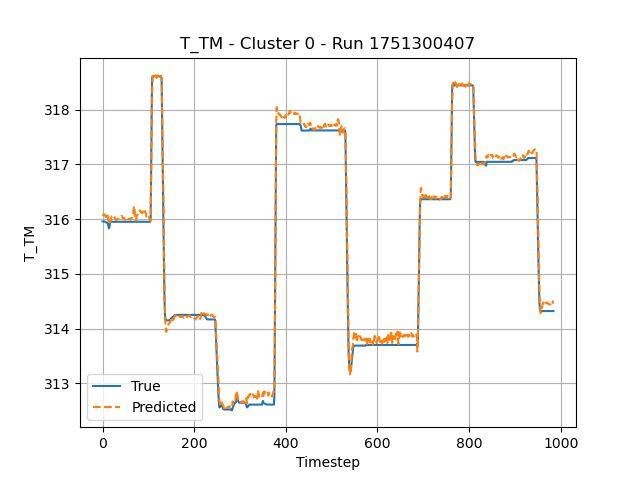 T_TM - Cluster 0 - Run 1751300407
T_TM
318
317
316
315
314
313
True
Predicted
0 200 400 600 800 1000
Timestep